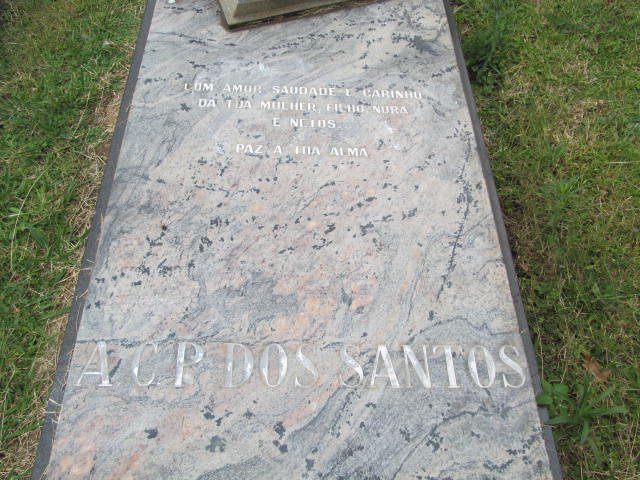 COM AMOR SAUDADE E CARINHO
DA TUA MULHER, FILHO, NORA
E NETOS
PAZ A TUA ALMA
A C P DOS SANTOS